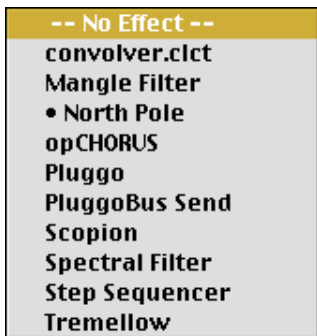 -- No Effect --
convolver.clct
Mangle Filter
• North Pole
opCHORUS
Pluggo
PluggoBus Send
Scopion
Spectral Filter
Step Sequencer
Tremellow